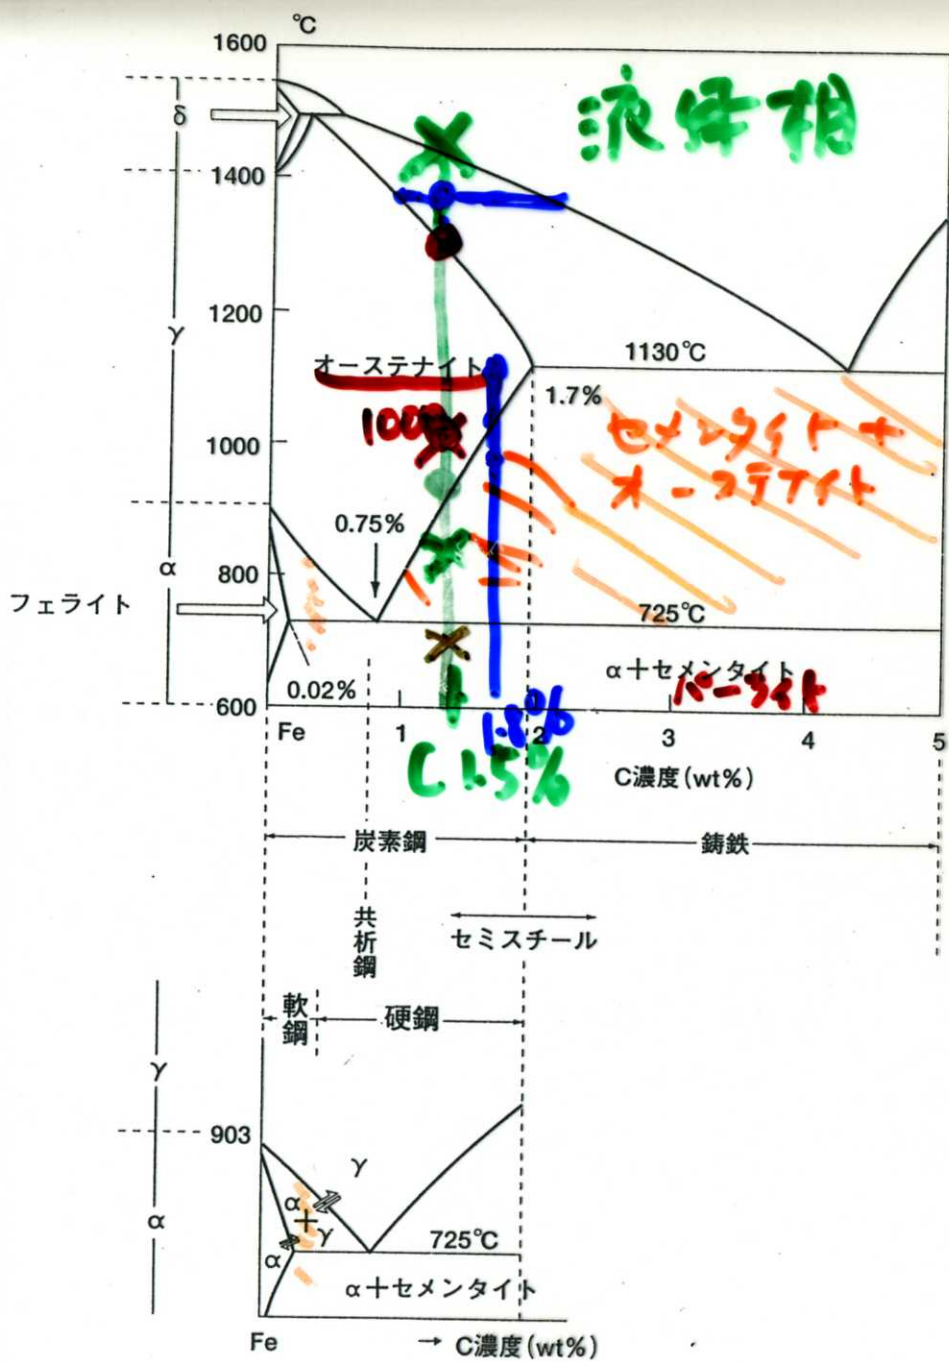 ℃
1600
液体相
δ
1400
γ
1200
オーステナイト
1130℃
1.7%
100%
セメンタイト+
オーステナイト
1000
0.75%
α
800
フェライト
725℃
α+セメンタイト
パーライト
0.02%
600
Fe 1 2 3 4 5
1.8%
C 1.5%
C濃度(wt%)
炭素鋼 鋳鉄
共析鋼
セミスチール
軟鋼 硬鋼
γ
903
γ
α
+
γ
α
725℃
α
α+セメンタイト
Fe → C濃度(wt%)